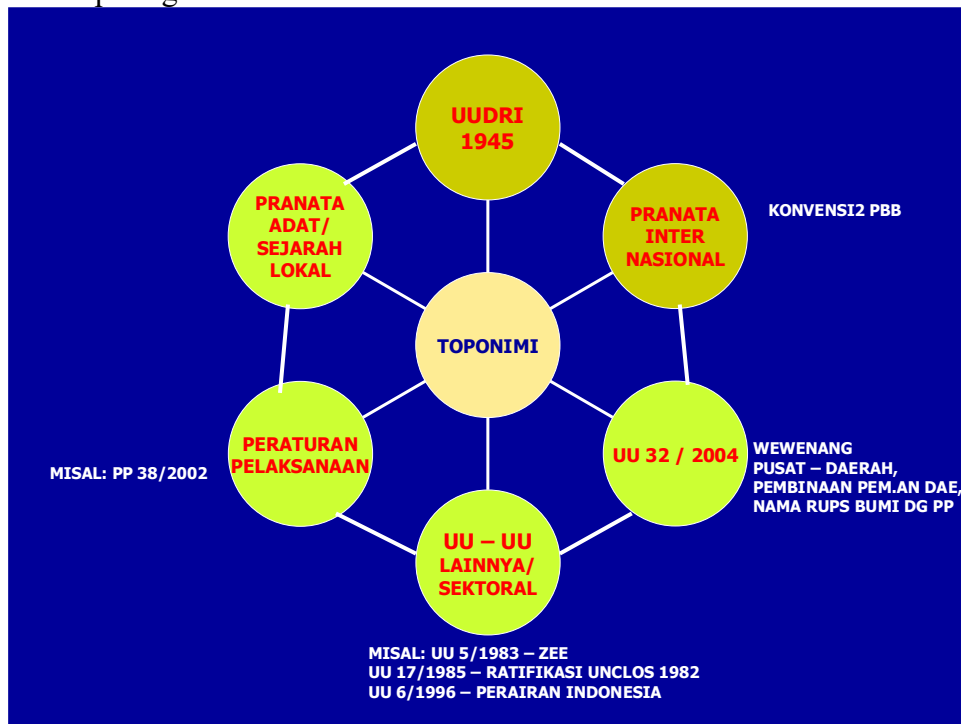 UUDRI
1945
PRANATA
ADAT/
SEJARAH
LOKAL
PRANATA
INTER
NASIONAL
KONVENSI2 PBB
TOPONIMI
PERATURAN
PELAKSANAAN
MISAL: PP 38/2002
UU 32 / 2004
WEWENANG
PUSAT – DAERAH,
PEMBINAAN PEM.AN DAE,
NAMA RUPS BUMI DG PP
UU – UU
LAINNYA/
SEKTORAL
MISAL: UU 5/1983 – ZEE
UU 17/1985 – RATIFIKASI UNCLOS 1982
UU 6/1996 – PERAIRAN INDONESIA